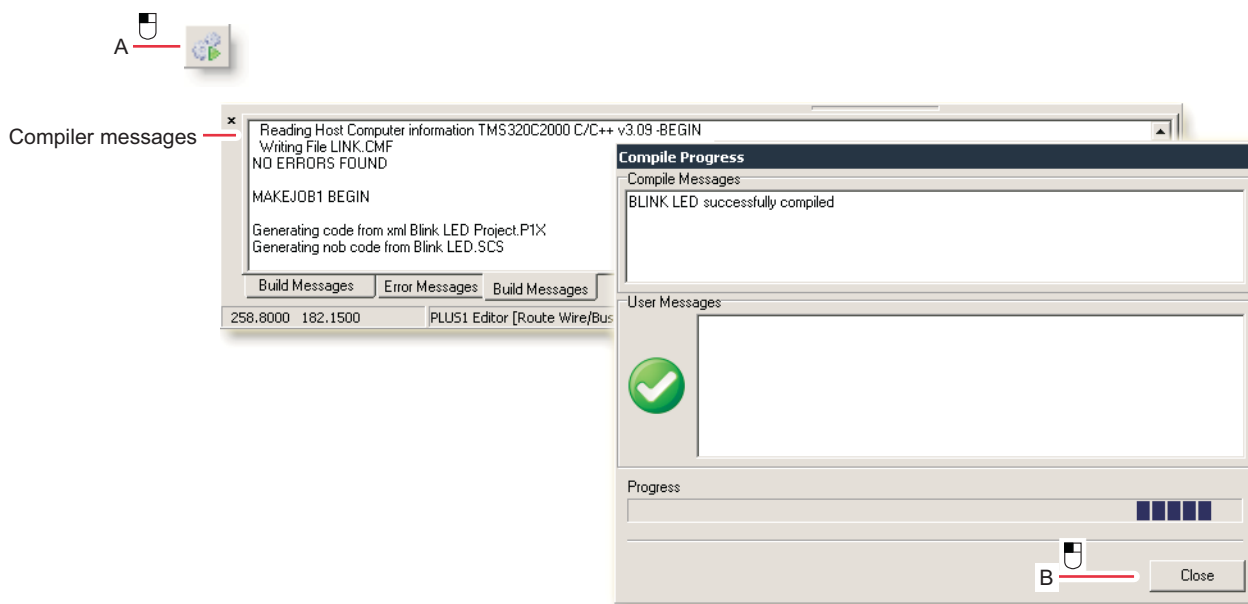 A
Compiler messages
x
Reading Host Computer information TMS320C2000 C/C++ v3.09 -BEGIN
Writing File LINK.CMF
NO ERRORS FOUND
MAKEJOB1 BEGIN
Generating code from xml Blink LED Project.P1X
Generating nob code from Blink LED.SCS
Build Messages Error Messages Build Messages
258.8000 182.1500 PLUS1 Editor [Route Wire/Bus
Compile Progress
Compile Messages
BLINK LED successfully compiled
User Messages
Progress
B
Close